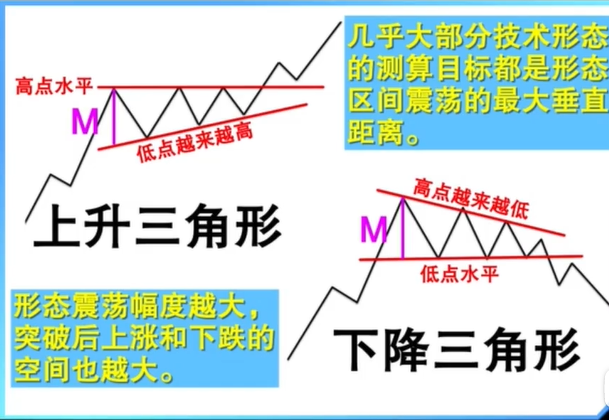 几乎大部分技术形态
的测算目标都是形态
区间震荡的最大垂直
距离。
高点水平
M
低点越来越高
上升三角形
高点越来越低
M
低点水平
下降三角形
形态震荡幅度越大，
突破后上涨和下跌的
空间也越大。